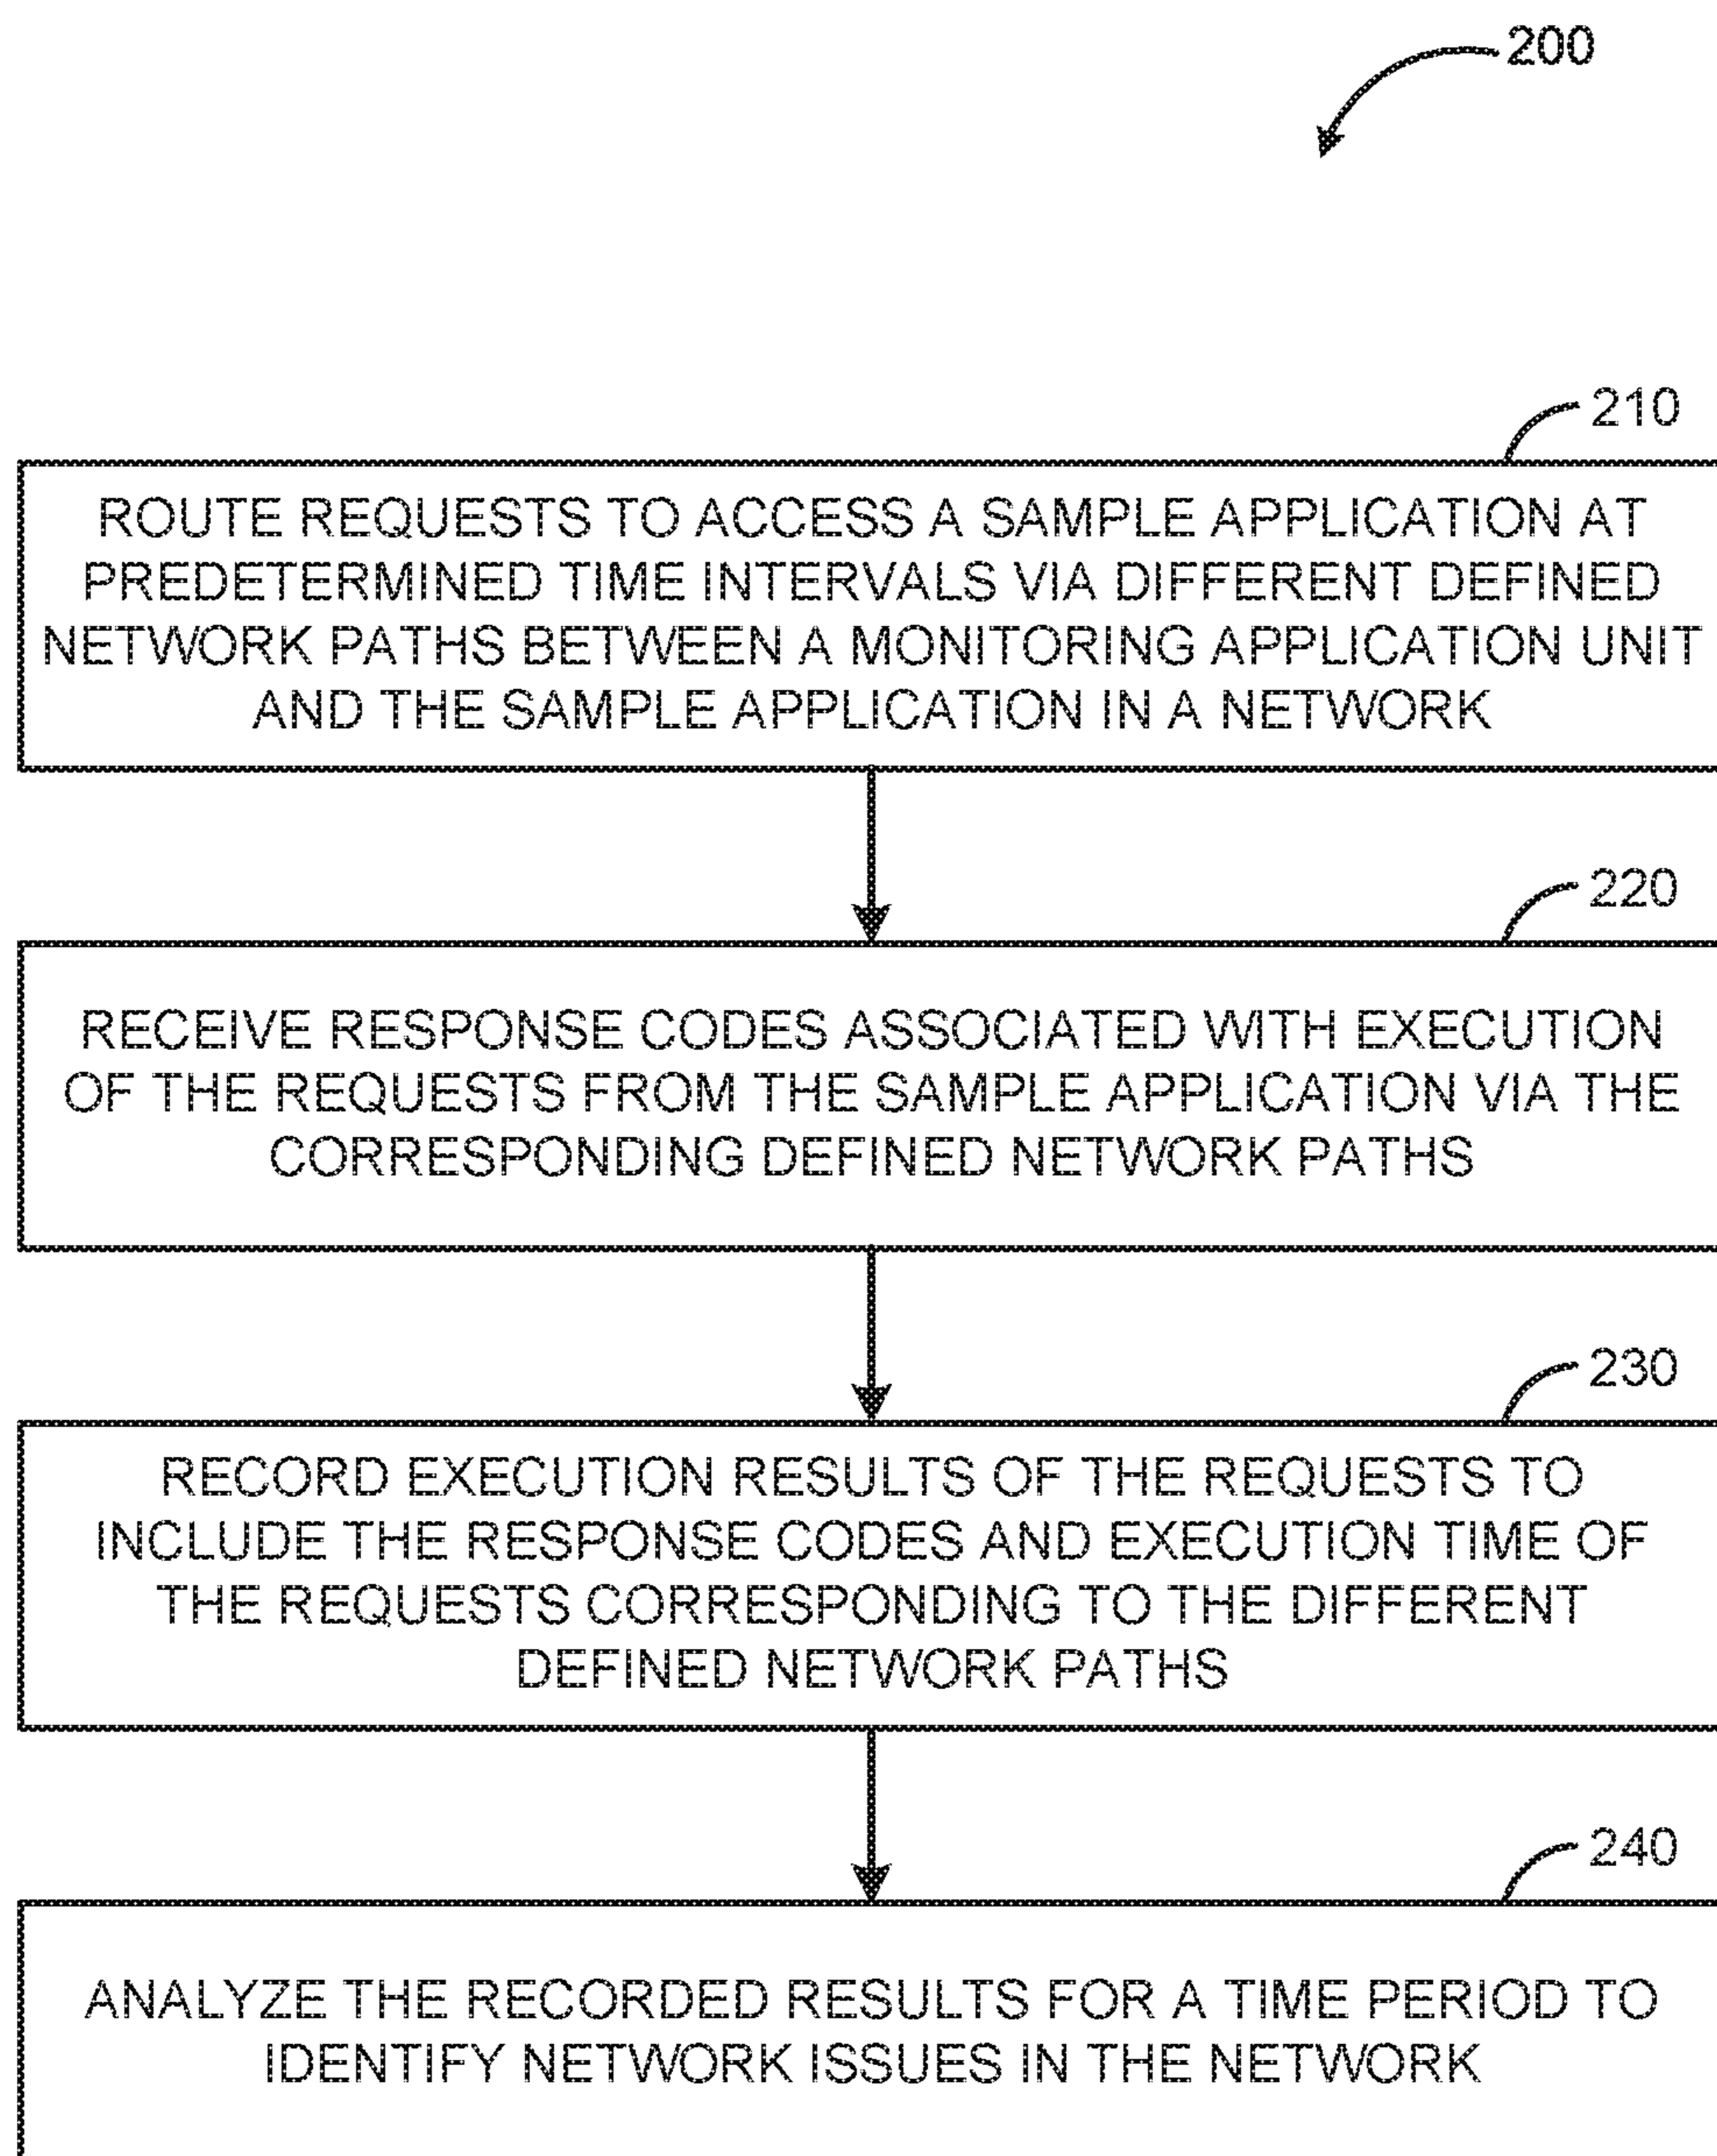 200
210
ROUTE REQUESTS TO ACCESS A SAMPLE APPLICATION AT
PREDETERMINED TIME INTERVALS VIA DIFFERENT DEFINED
NETWORK PATHS BETWEEN A MONITORING APPLICATION UNIT
AND THE SAMPLE APPLICATION IN A NETWORK
220
RECEIVE RESPONSE CODES ASSOCIATED WITH EXECUTION
OF THE REQUESTS FROM THE SAMPLE APPLICATION VIA THE
CORRESPONDING DEFINED NETWORK PATHS
230
RECORD EXECUTION RESULTS OF THE REQUESTS TO
INCLUDE THE RESPONSE CODES AND EXECUTION TIME OF
THE REQUESTS CORRESPONDING TO THE DIFFERENT
DEFINED NETWORK PATHS
240
ANALYZE THE RECORDED RESULTS FOR A TIME PERIOD TO
IDENTIFY NETWORK ISSUES IN THE NETWORK